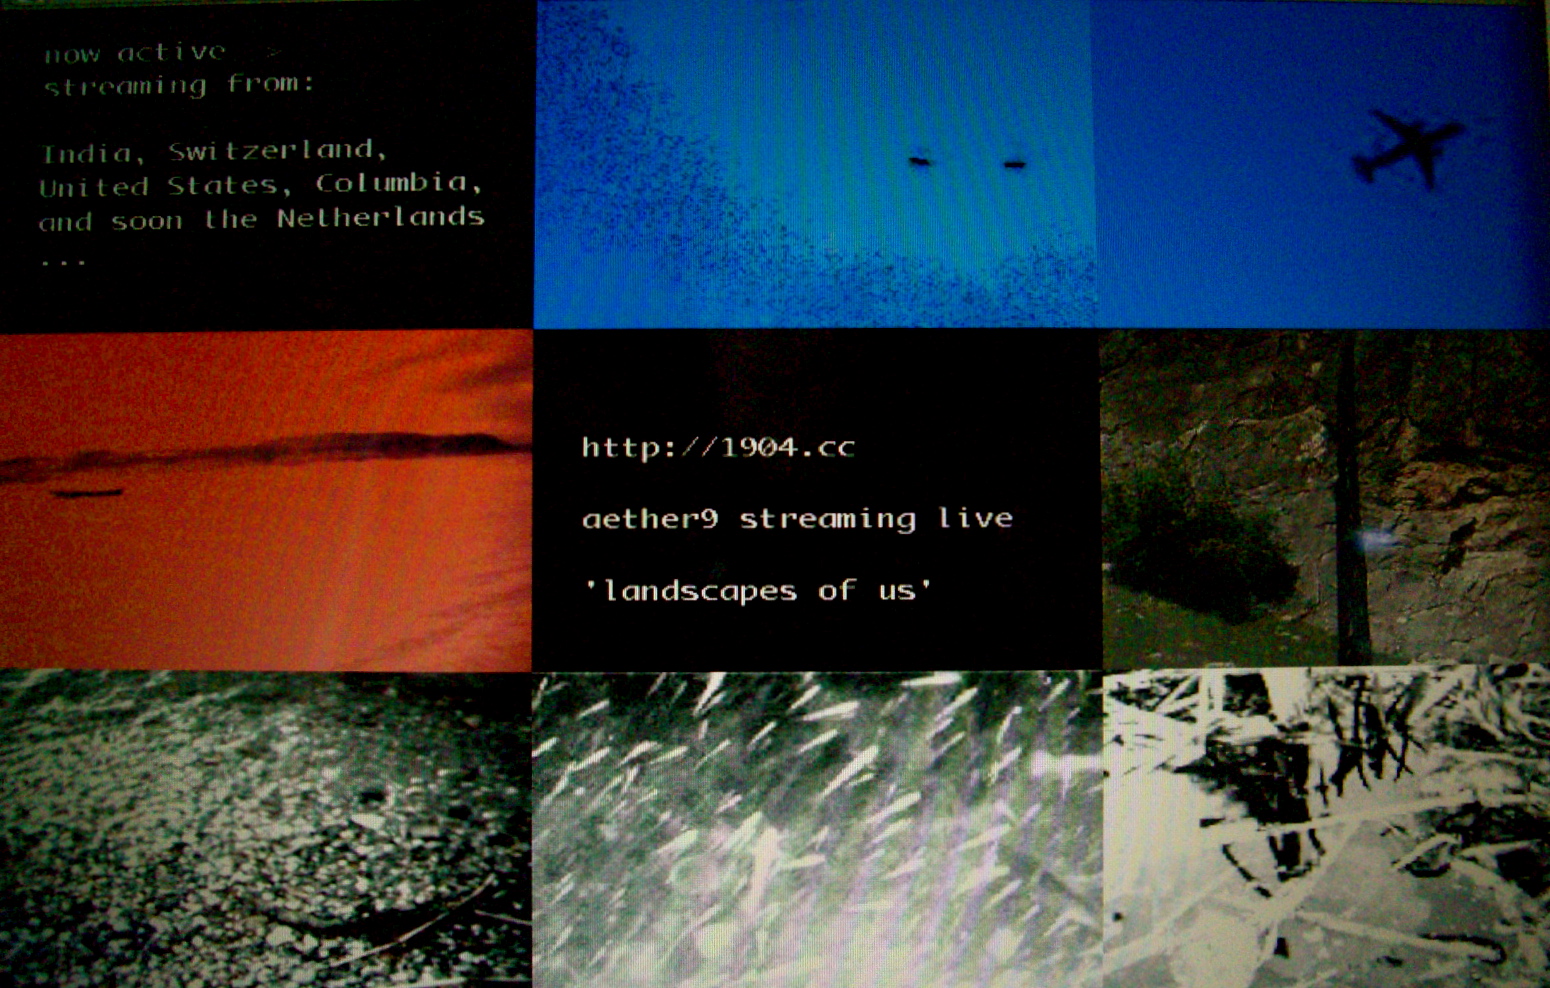 now active >
streaming from:
India, Switzerland,
United States, Columbia,
and soon the Netherlands
...
http://1904.cc
aether9 streaming live
'landscapes of us'